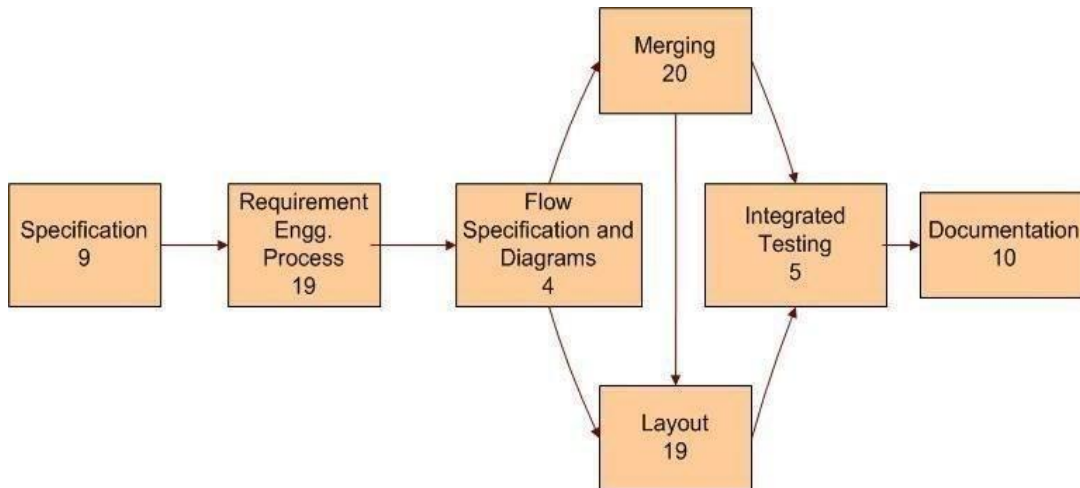 Specification
9
Requirement
Engg.
Process
19
Flow
Specification and
Diagrams
4
Merging
20
Layout
19
Integrated
Testing
5
Documentation
10